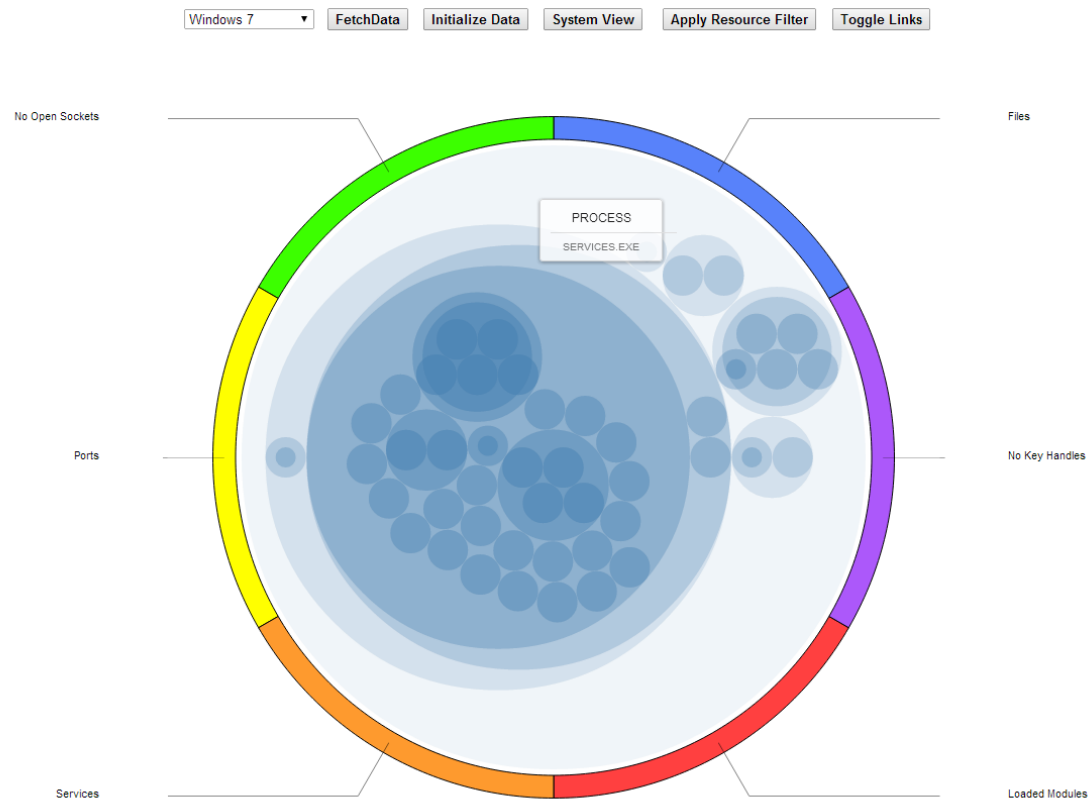 Windows 7 FetchData Initialize Data System View Apply Resource Filter Toggle Links
No Open Sockets
Files
PROCESS
SERVICES.EXE
Ports
No Key Handles
Services
Loaded Modules